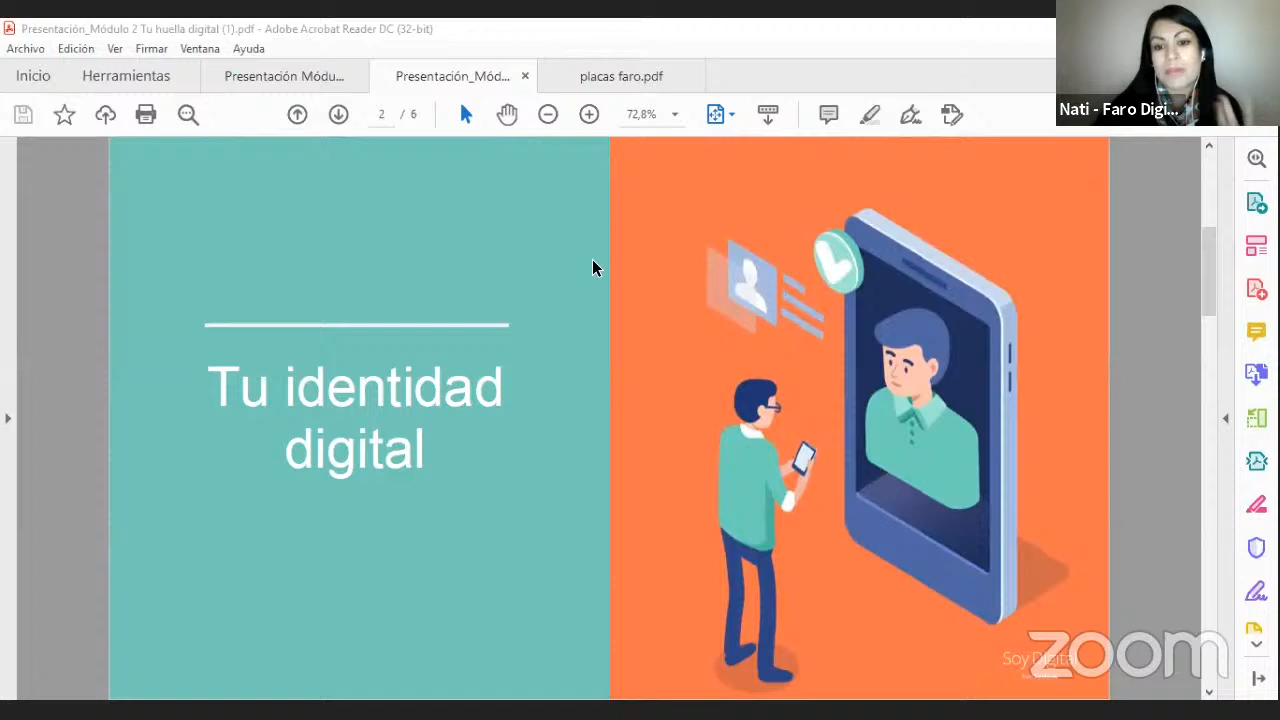 Presentación_Módulo 2 Tu huella digital (1).pdf - Adobe Acrobat Reader DC (32-bit)
Archivo Edición Ver Firmar Ventana Ayuda
Inicio Herramientas Presentación Módu... Presentación_Mód... × placas faro.pdf
2 / 6 72,8%
Nati - Faro Digi...
Tu identidad
digital
Soy Digital
zoom